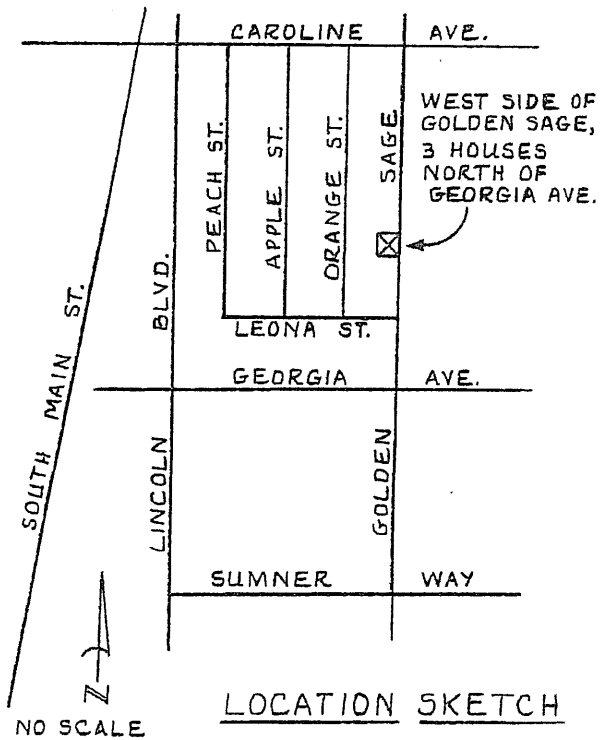 CAROLINE AVE.
WEST SIDE OF
GOLDEN SAGE,
3 HOUSES
NORTH OF
GEORGIA AVE.
PEACH ST.
APPLE ST.
ORANGE ST.
GOLDEN SAGE
LINCOLN BLVD.
SOUTH MAIN ST.
LEONA ST.
GEORGIA AVE.
SUMNER WAY
N
NO SCALE
LOCATION SKETCH